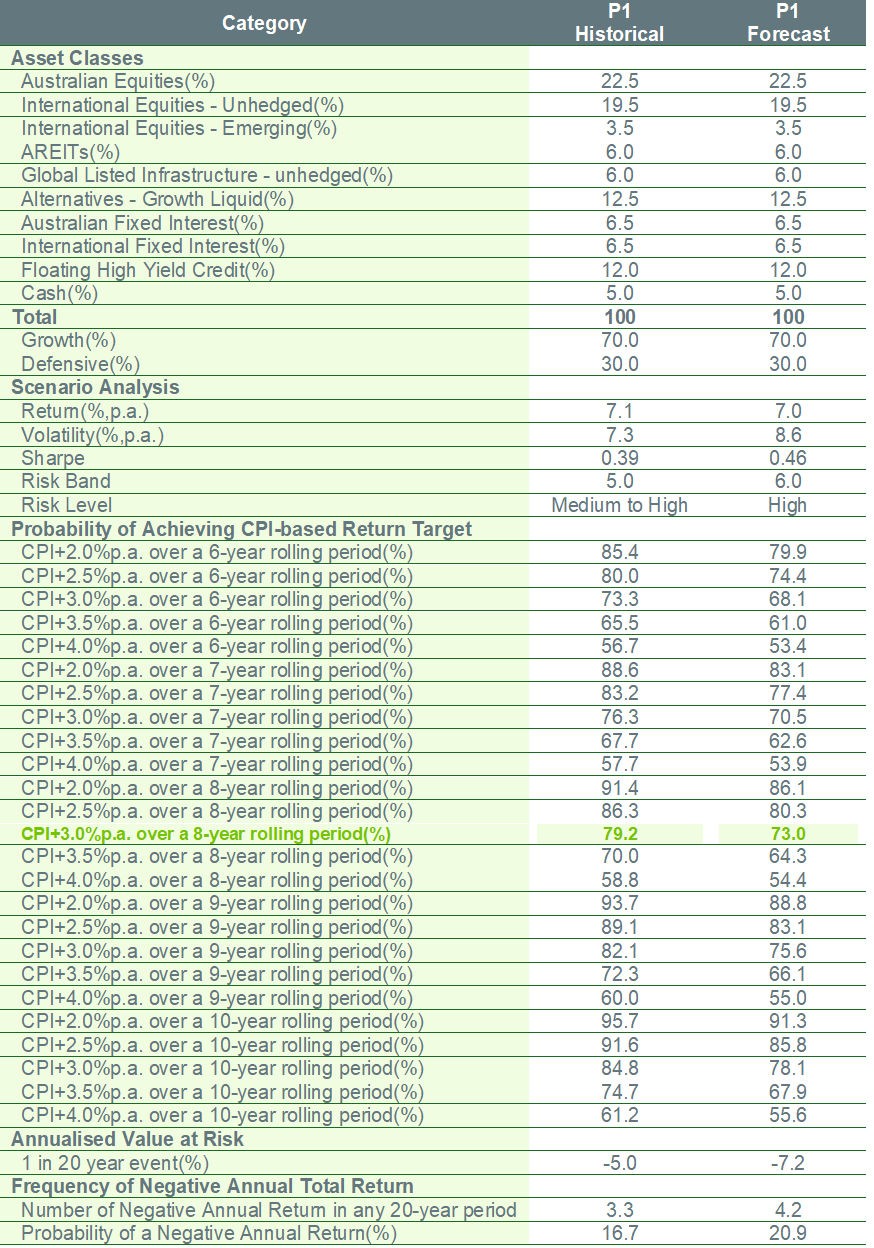 Category P1 Historical P1 Forecast
Asset Classes
Australian Equities(%) 22.5 22.5
International Equities - Unhedged(%) 19.5 19.5
International Equities - Emerging(%) 3.5 3.5
AREITs(%) 6.0 6.0
Global Listed Infrastructure - unhedged(%) 6.0 6.0
Alternatives - Growth Liquid(%) 12.5 12.5
Australian Fixed Interest(%) 6.5 6.5
International Fixed Interest(%) 6.5 6.5
Floating High Yield Credit(%) 12.0 12.0
Cash(%) 5.0 5.0
Total 100 100
Growth(%) 70.0 70.0
Defensive(%) 30.0 30.0
Scenario Analysis
Return(%,p.a.) 7.1 7.0
Volatility(%,p.a.) 7.3 8.6
Sharpe 0.39 0.46
Risk Band 5.0 6.0
Risk Level Medium to High High
Probability of Achieving CPI-based Return Target
CPI+2.0%p.a. over a 6-year rolling period(%) 85.4 79.9
CPI+2.5%p.a. over a 6-year rolling period(%) 80.0 74.4
CPI+3.0%p.a. over a 6-year rolling period(%) 73.3 68.1
CPI+3.5%p.a. over a 6-year rolling period(%) 65.5 61.0
CPI+4.0%p.a. over a 6-year rolling period(%) 56.7 53.4
CPI+2.0%p.a. over a 7-year rolling period(%) 88.6 83.1
CPI+2.5%p.a. over a 7-year rolling period(%) 83.2 77.4
CPI+3.0%p.a. over a 7-year rolling period(%) 76.3 70.5
CPI+3.5%p.a. over a 7-year rolling period(%) 67.7 62.6
CPI+4.0%p.a. over a 7-year rolling period(%) 57.7 53.9
CPI+2.0%p.a. over a 8-year rolling period(%) 91.4 86.1
CPI+2.5%p.a. over a 8-year rolling period(%) 86.3 80.3
CPI+3.0%p.a. over a 8-year rolling period(%) 79.2 73.0
CPI+3.5%p.a. over a 8-year rolling period(%) 70.0 64.3
CPI+4.0%p.a. over a 8-year rolling period(%) 58.8 54.4
CPI+2.0%p.a. over a 9-year rolling period(%) 93.7 88.8
CPI+2.5%p.a. over a 9-year rolling period(%) 89.1 83.1
CPI+3.0%p.a. over a 9-year rolling period(%) 82.1 75.6
CPI+3.5%p.a. over a 9-year rolling period(%) 72.3 66.1
CPI+4.0%p.a. over a 9-year rolling period(%) 60.0 55.0
CPI+2.0%p.a. over a 10-year rolling period(%) 95.7 91.3
CPI+2.5%p.a. over a 10-year rolling period(%) 91.6 85.8
CPI+3.0%p.a. over a 10-year rolling period(%) 84.8 78.1
CPI+3.5%p.a. over a 10-year rolling period(%) 74.7 67.9
CPI+4.0%p.a. over a 10-year rolling period(%) 61.2 55.6
Annualised Value at Risk
1 in 20 year event(%) -5.0 -7.2
Frequency of Negative Annual Total Return
Number of Negative Annual Return in any 20-year period 3.3 4.2
Probability of a Negative Annual Return(%) 16.7 20.9